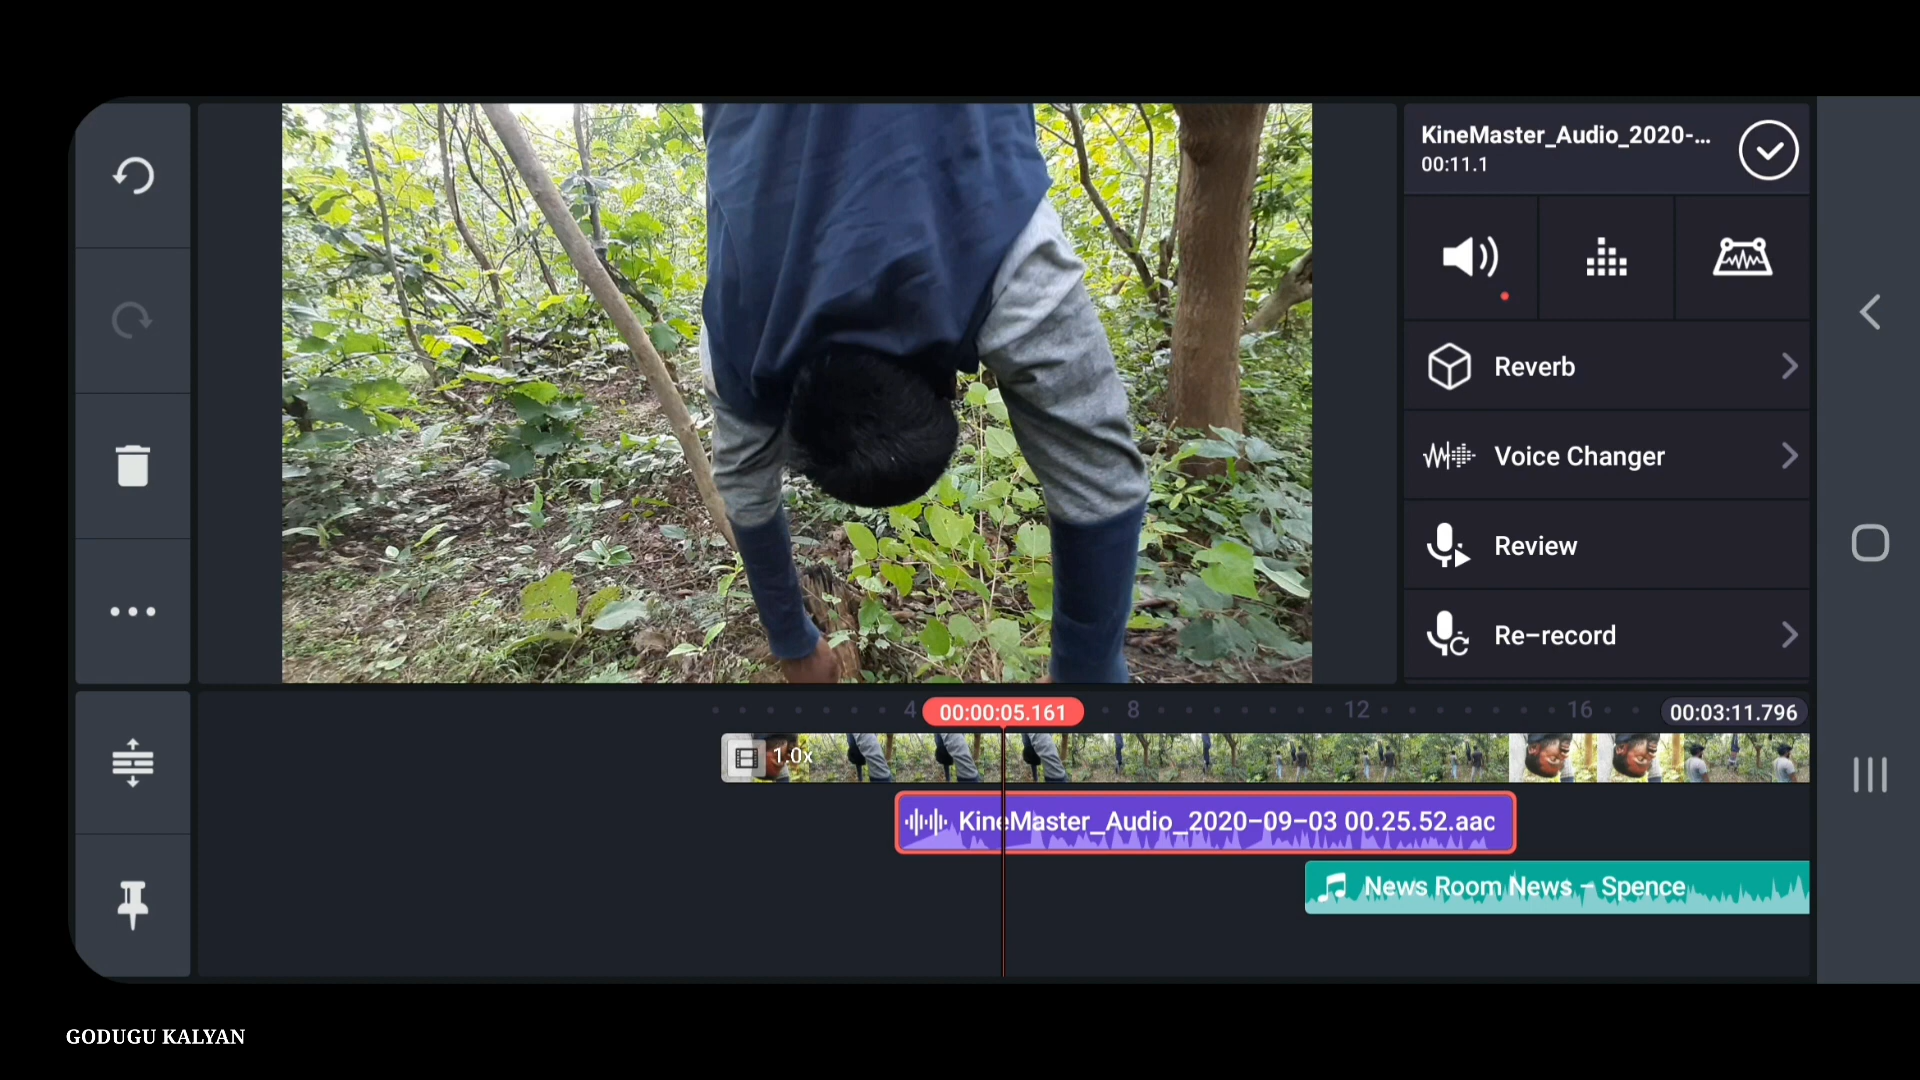 KineMaster_Audio_2020-...
00:11.1
Reverb
Voice Changer
Review
Re-record
4
00:00:05.161
8
12
16
00:03:11.796
1.0x
KineMaster_Audio_2020-09-03 00.25.52.aac
News Room News - Spence
GODUGU KALYAN